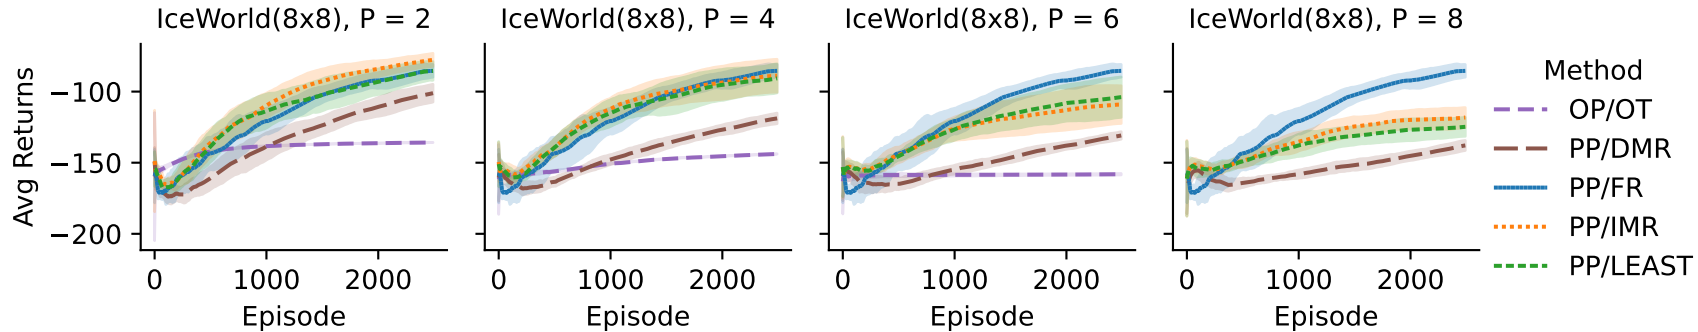 IceWorld(8x8), P = 2
IceWorld(8x8), P = 4
IceWorld(8x8), P = 6
IceWorld(8x8), P = 8
Avg Returns
−100
−150
−200
0 1000 2000
0 1000 2000
0 1000 2000
0 1000 2000
Episode
Episode
Episode
Episode
Method
OP/OT
PP/DMR
PP/FR
PP/IMR
PP/LEAST